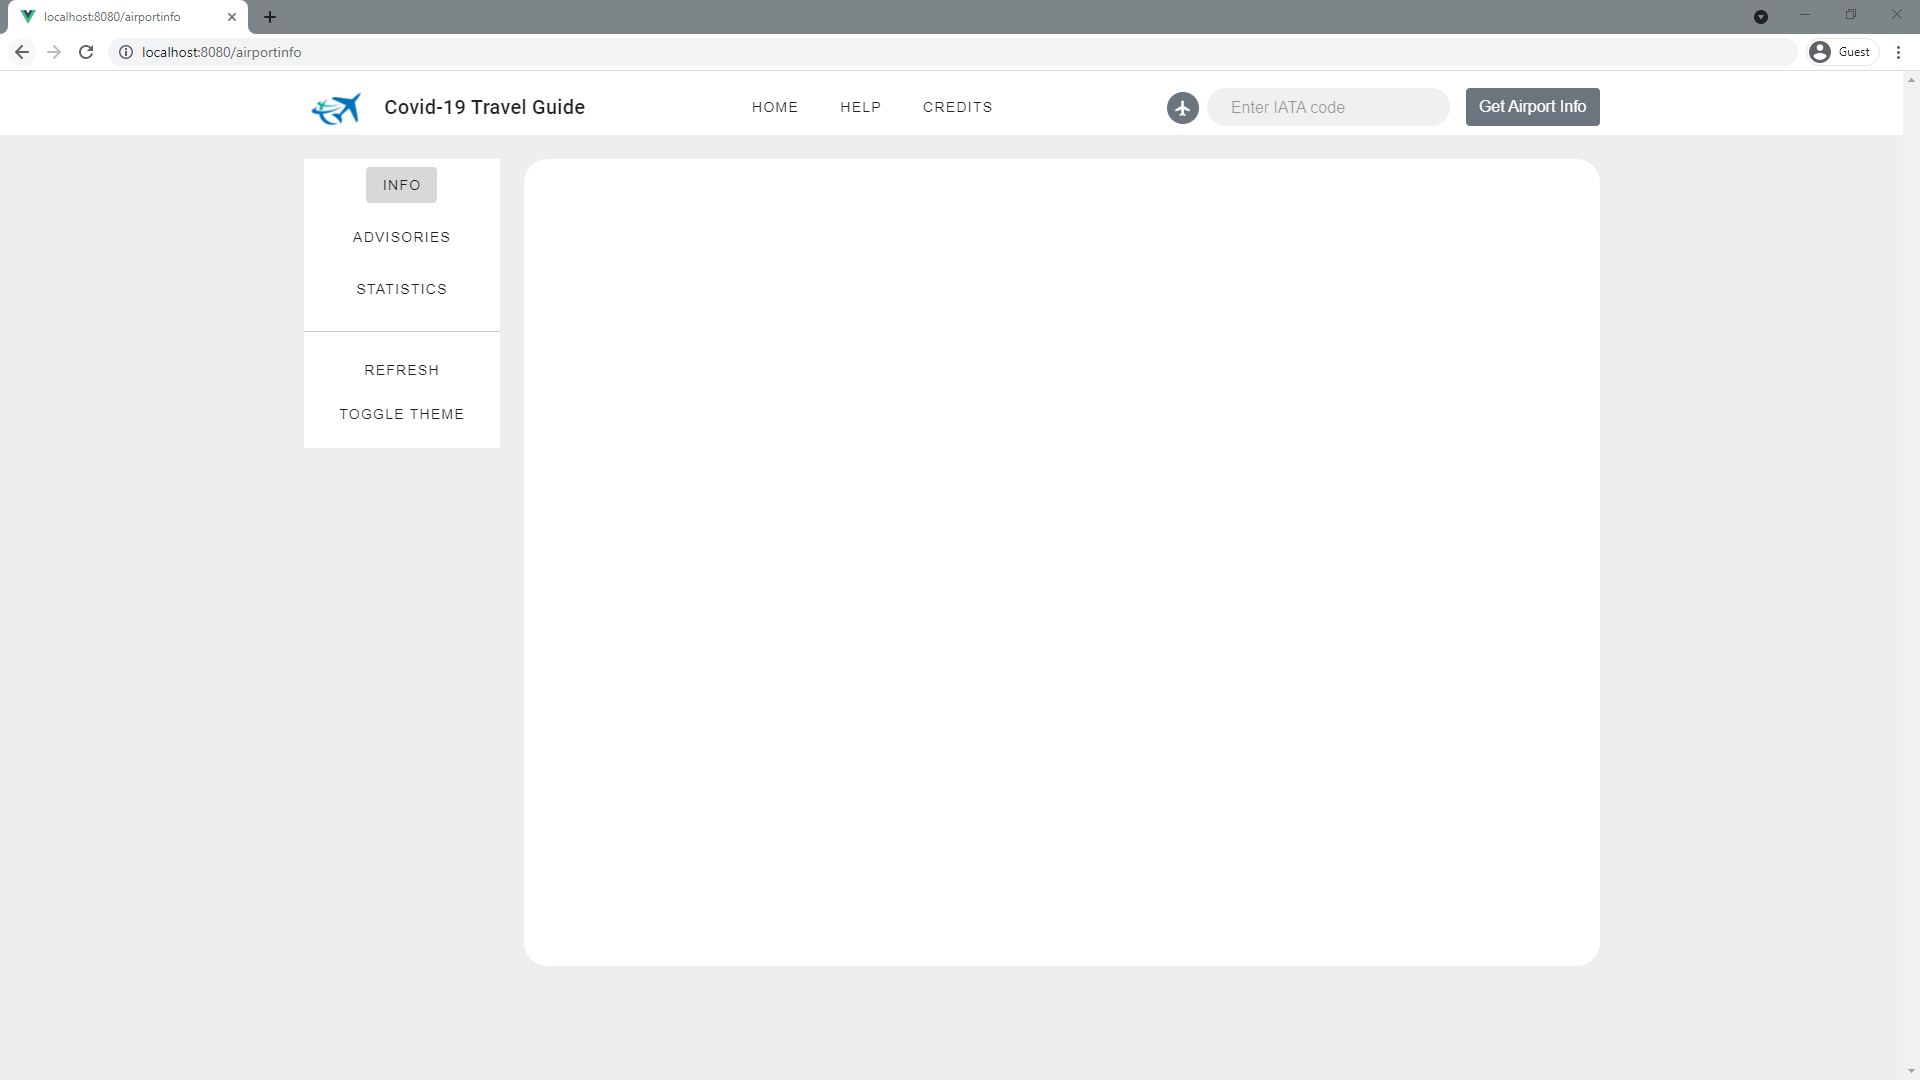 localhost:8080/airportinfo
localhost:8080/airportinfo
Guest
Covid-19 Travel Guide
HOME
HELP
CREDITS
Enter IATA code
Get Airport Info
INFO
ADVISORIES
STATISTICS
REFRESH
TOGGLE THEME